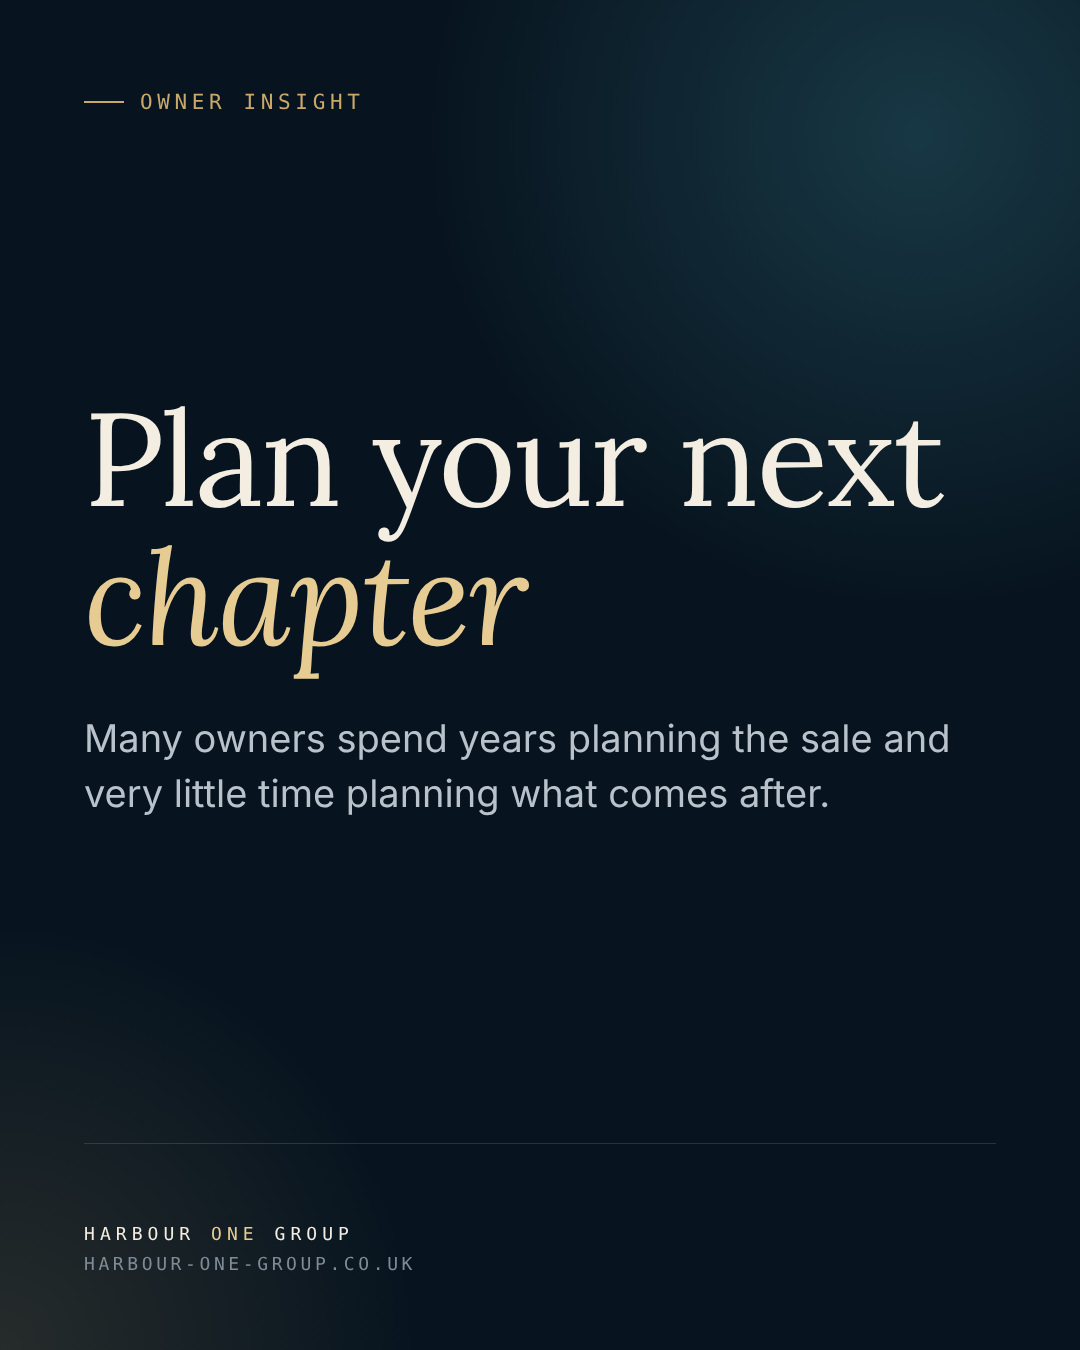 OWNER INSIGHT
Plan your next
chapter
Many owners spend years planning the sale and
very little time planning what comes after.
HARBOUR ONE GROUP
HARBOUR-ONE-GROUP.CO.UK